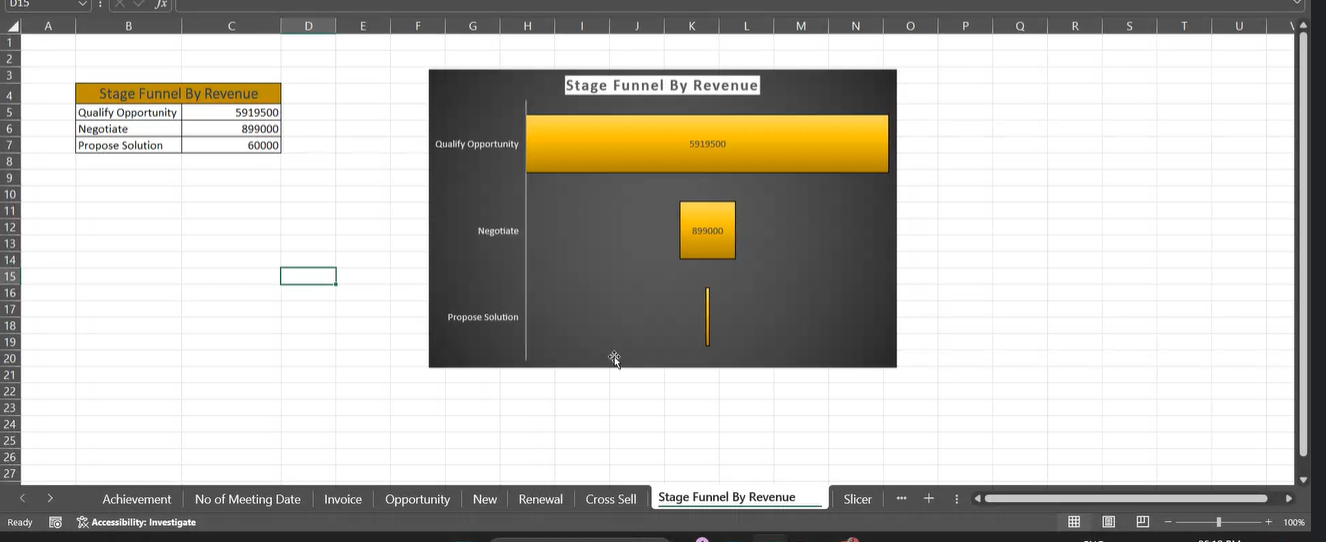 D15
fx
A B C D E F G H I J K L M N O P Q R S T U
1
2
3
4 Stage Funnel By Revenue
5 Qualify Opportunity 5919500
6 Negotiate 899000
7 Propose Solution 60000
8
9
10
11
12
13
14
15
16
17
18
19
20
21
22
23
24
25
26
27
Stage Funnel By Revenue
Qualify Opportunity 5919500
Negotiate 899000
Propose Solution
Achievement No of Meeting Date Invoice Opportunity New Renewal Cross Sell Stage Funnel By Revenue Slicer
Ready Accessibility: Investigate 100%